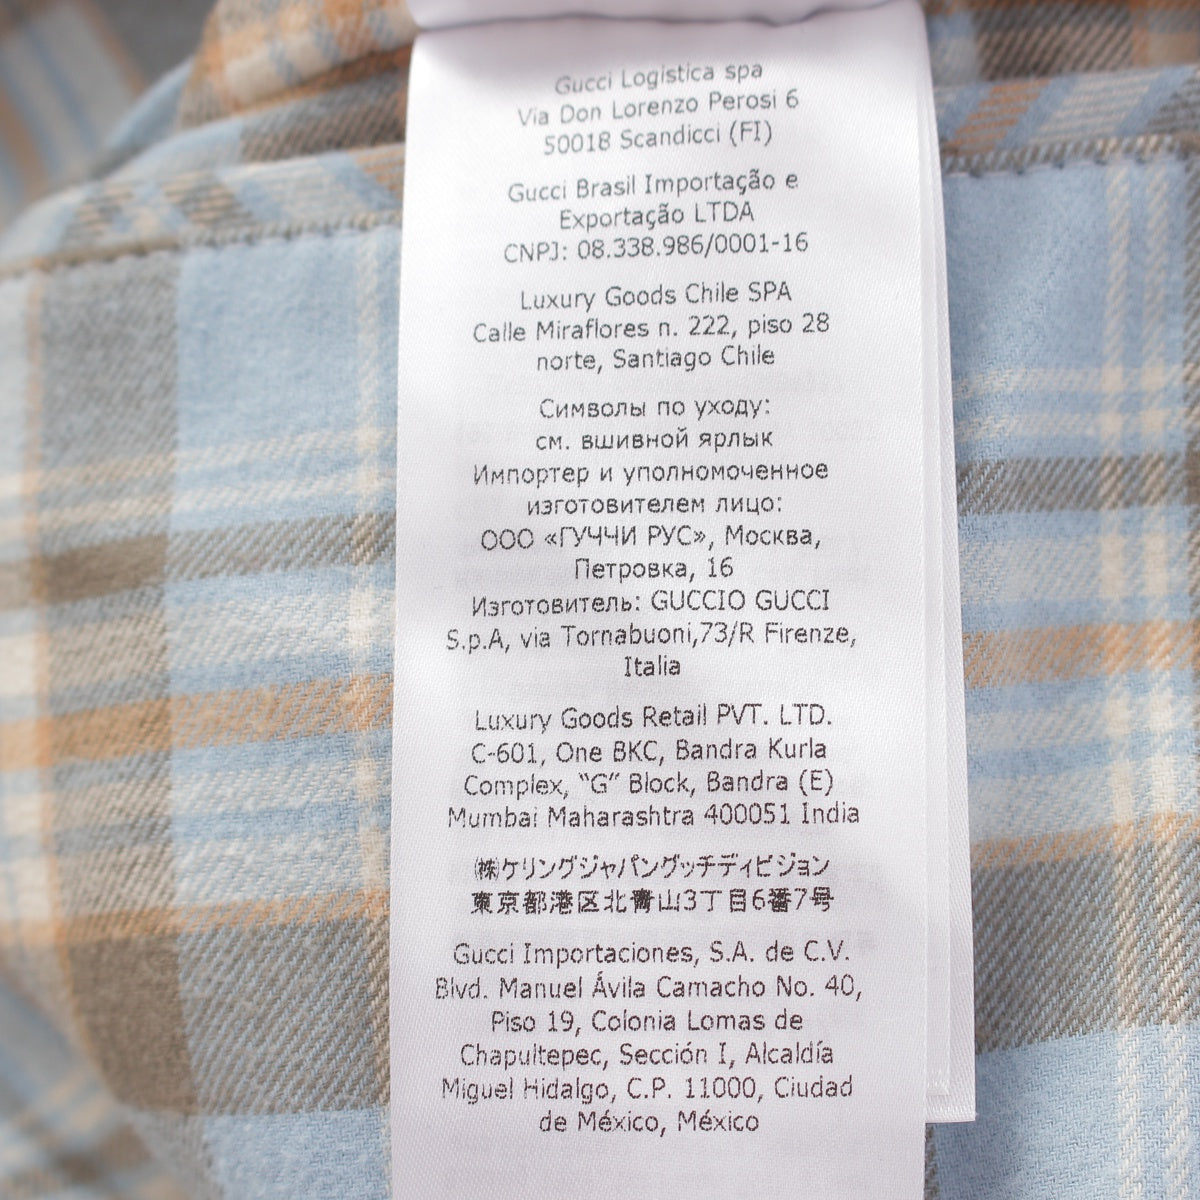 Gucci Logistica spa
Via Don Lorenzo Perosi 6
50018 Scandicci (FI)
Gucci Brasil Importação e
Exportação LTDA
CNPJ: 08.338.986/0001-16
Luxury Goods Chile SPA
Calle Miraflores n. 222, piso 28
norte, Santiago Chile
Символы по уходу:
см. вшивной ярлык
Импортер и уполномоченное
изготовителем лицо:
ООО «ГУЧЧИ РУС», Москва,
Петровка, 16
Изготовитель: GUCCIO GUCCI
S.p.A, via Tornabuoni,73/R Firenze,
Italia
Luxury Goods Retail PVT. LTD.
C-601, One BKC, Bandra Kurla
Complex, “G” Block, Bandra (E)
Mumbai Maharashtra 400051 India
㈱ケリングジャパングッチディビジョン
東京都港区北青山3丁目6番7号
Gucci Importaciones, S.A. de C.V.
Blvd. Manuel Ávila Camacho No. 40,
Piso 19, Colonia Lomas de
Chapultepec, Sección I, Alcaldía
Miguel Hidalgo, C.P. 11000, Ciudad
de México, México